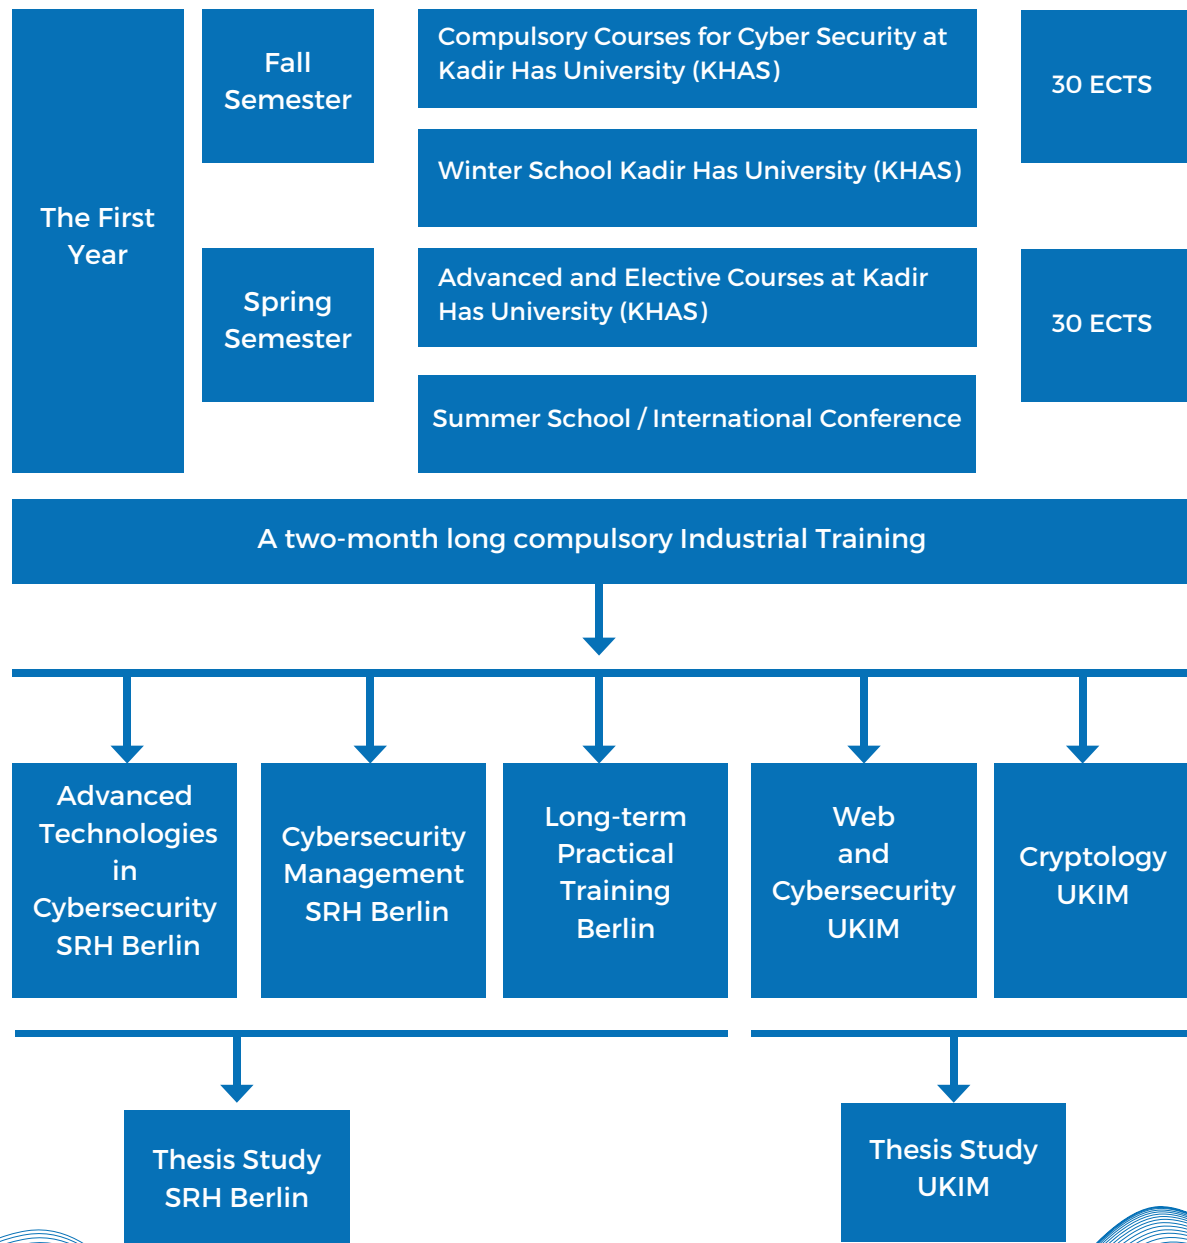 The First
Year
Fall
Semester
Compulsory Courses for Cyber Security at
Kadir Has University (KHAS)
30 ECTS
Winter School Kadir Has University (KHAS)
Spring
Semester
Advanced and Elective Courses at Kadir
Has University (KHAS)
30 ECTS
Summer School / International Conference
A two-month long compulsory Industrial Training
Advanced
Technologies
in
Cybersecurity
SRH Berlin
Cybersecurity
Management
SRH Berlin
Long-term
Practical
Training
Berlin
Web
and
Cybersecurity
UKIM
Cryptology
UKIM
Thesis Study
SRH Berlin
Thesis Study
UKIM